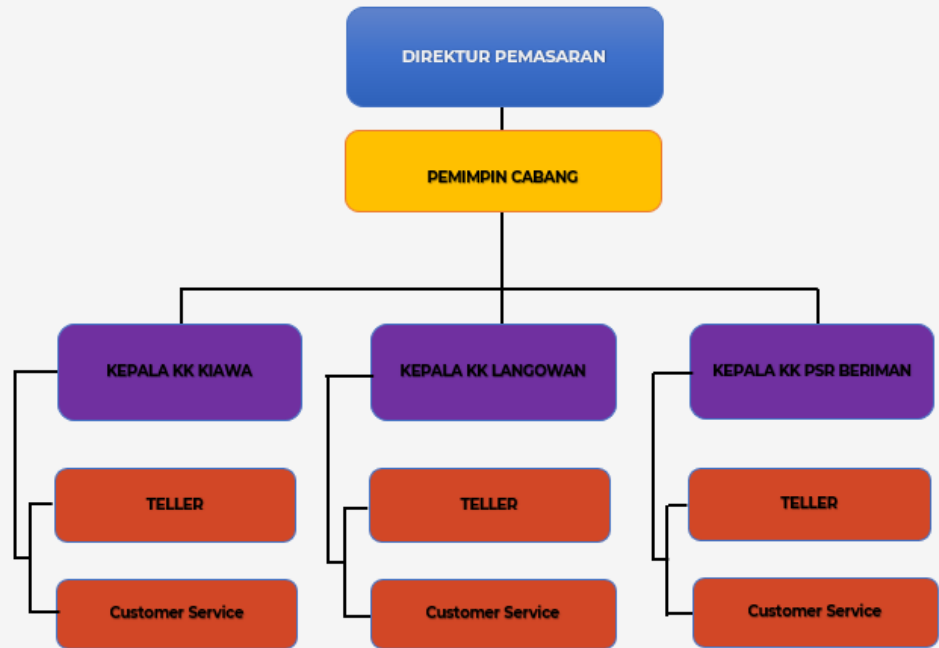 DIREKTUR PEMASARAN
PEMIMPIN CABANG
KEPALA KK KIAWA
KEPALA KK LANGOWAN
KEPALA KK PSR BERIMAN
TELLER
TELLER
TELLER
Customer Service
Customer Service
Customer Service